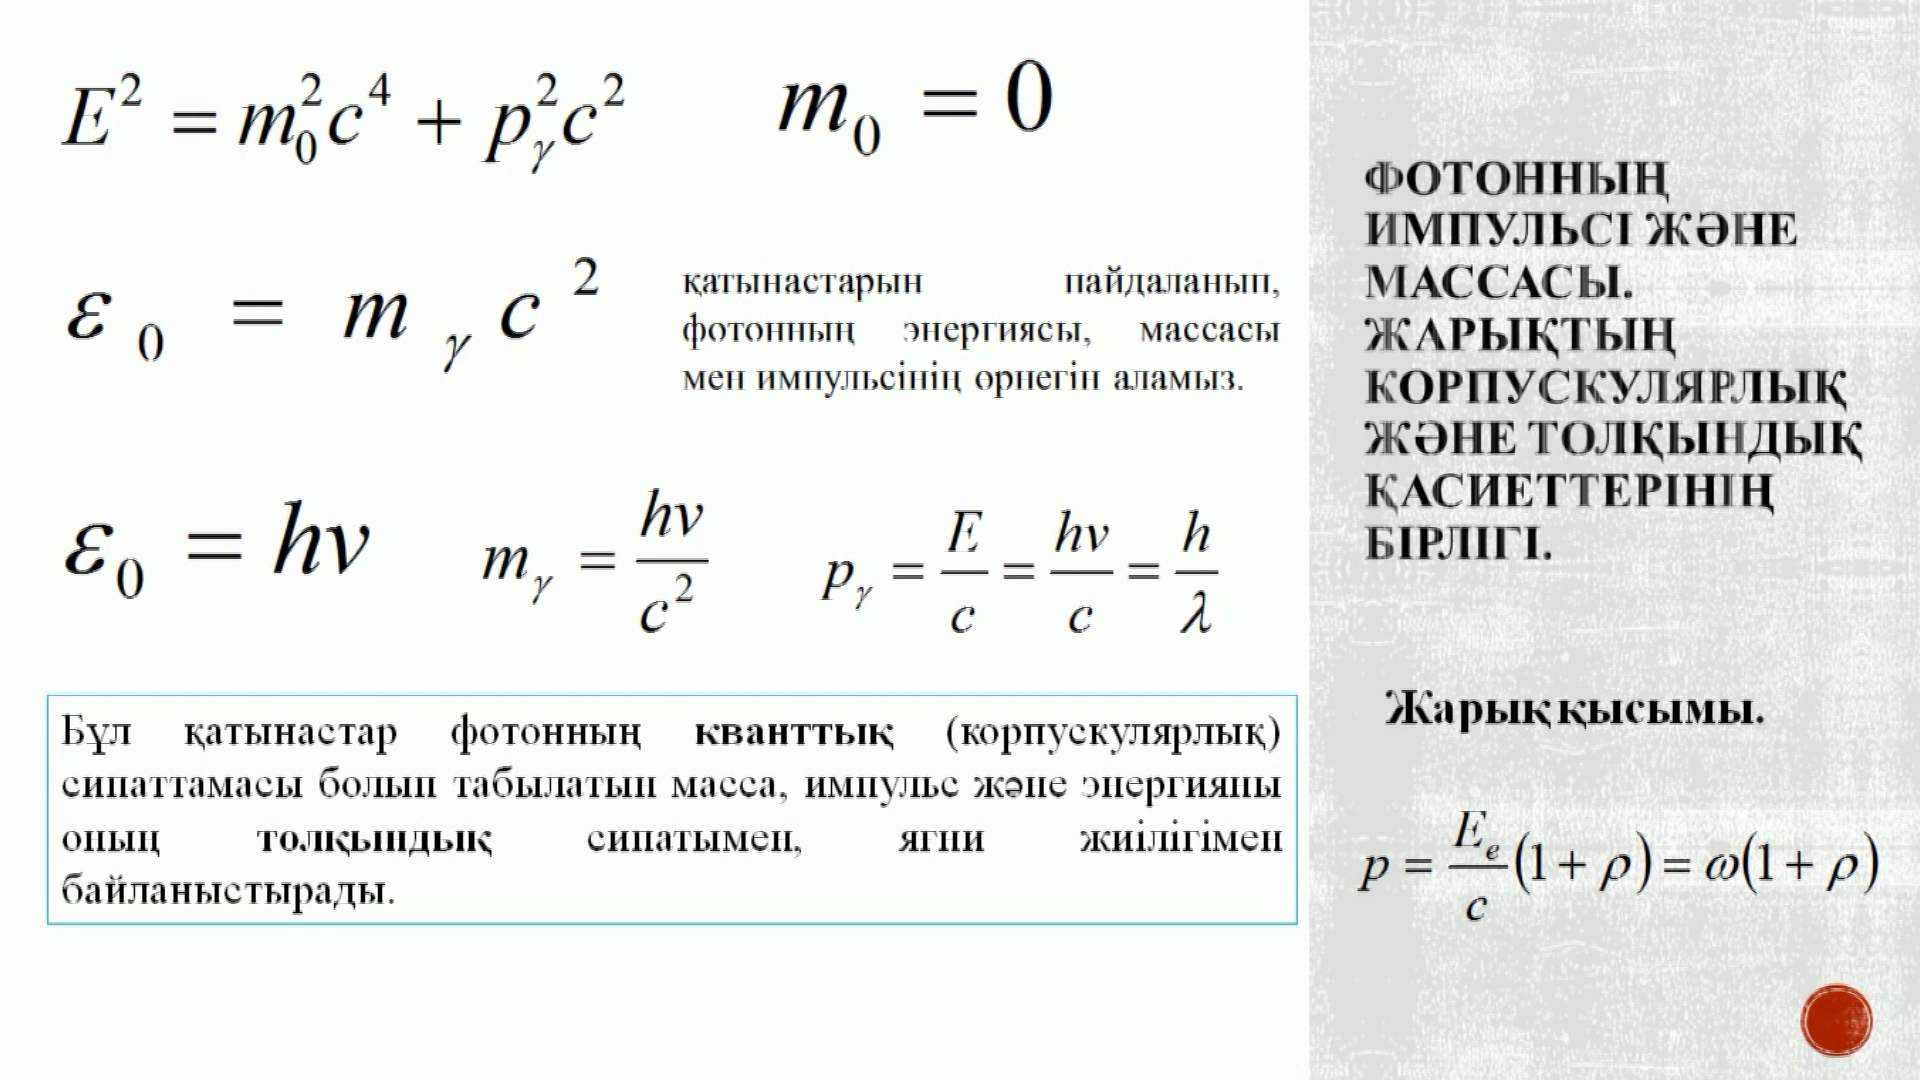 E² = m₀²c⁴ + p_γ²c²
m₀ = 0
ε₀ = m_γ c²
қатынастарын пайдаланып,
фотонның энергиясы, массасы
мен импульсінің өрнегін аламыз.
ε₀ = hν
m_γ = hν/c²
p_γ = E/c = hν/c = h/λ
Бұл қатынастар фотонның кванттық (корпускулярлық)
сипаттамасы болып табылатын масса, импульс және энергияны
оның толқындық сипатымен, яғни жиілігімен
байланыстырады.
ФОТОННЫҢ
ИМПУЛЬСІ ЖӘНЕ
МАССАСЫ.
ЖАРЫҚТЫҢ
КОРПУСКУЛЯРЛЫҚ
ЖӘНЕ ТОЛҚЫНДЫҚ
ҚАСИЕТТЕРІНІҢ
БІРЛІГІ.
Жарық қысымы.
p = E_e/c (1 + ρ) = ω(1 + ρ)